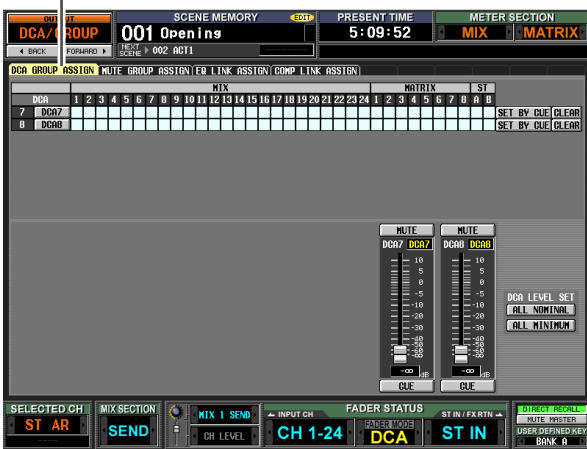 OUTPUT
DCA/GROUP
BACK FORWARD
SCENE MEMORY EDIT
001 Opening
NEXT SCENE 002 ACT1
PRESENT TIME
5:09:52
METER SECTION
MIX MATRIX
DCA GROUP ASSIGN MUTE GROUP ASSIGN EQ LINK ASSIGN COMP LINK ASSIGN
MIX MATRIX ST
DCA 1 2 3 4 5 6 7 8 9 10 11 12 13 14 15 16 17 18 19 20 21 22 23 24 1 2 3 4 5 6 7 8 A B
7 DCA7 SET BY CUE CLEAR
8 DCA8 SET BY CUE CLEAR
MUTE MUTE
DCA7 DCA7 DCA8 DCA8
10 10
5 5
0 0
-5 -5
-10 -10
-20 -20
-30 -30
-40 -40
-50 -50
-60 -60
-∞ dB -∞ dB
CUE CUE
DCA LEVEL SET
ALL NOMINAL
ALL MINIMUM
SELECTED CH
ST AR
MIX SECTION
SEND
MIX 1 SEND
CH LEVEL
FADER STATUS
INPUT CH
CH 1-24
FADER MODE
DCA
ST IN / FX RTN
ST IN
DIRECT RECALL
MUTE MASTER
USER DEFINED KEY
BANK A